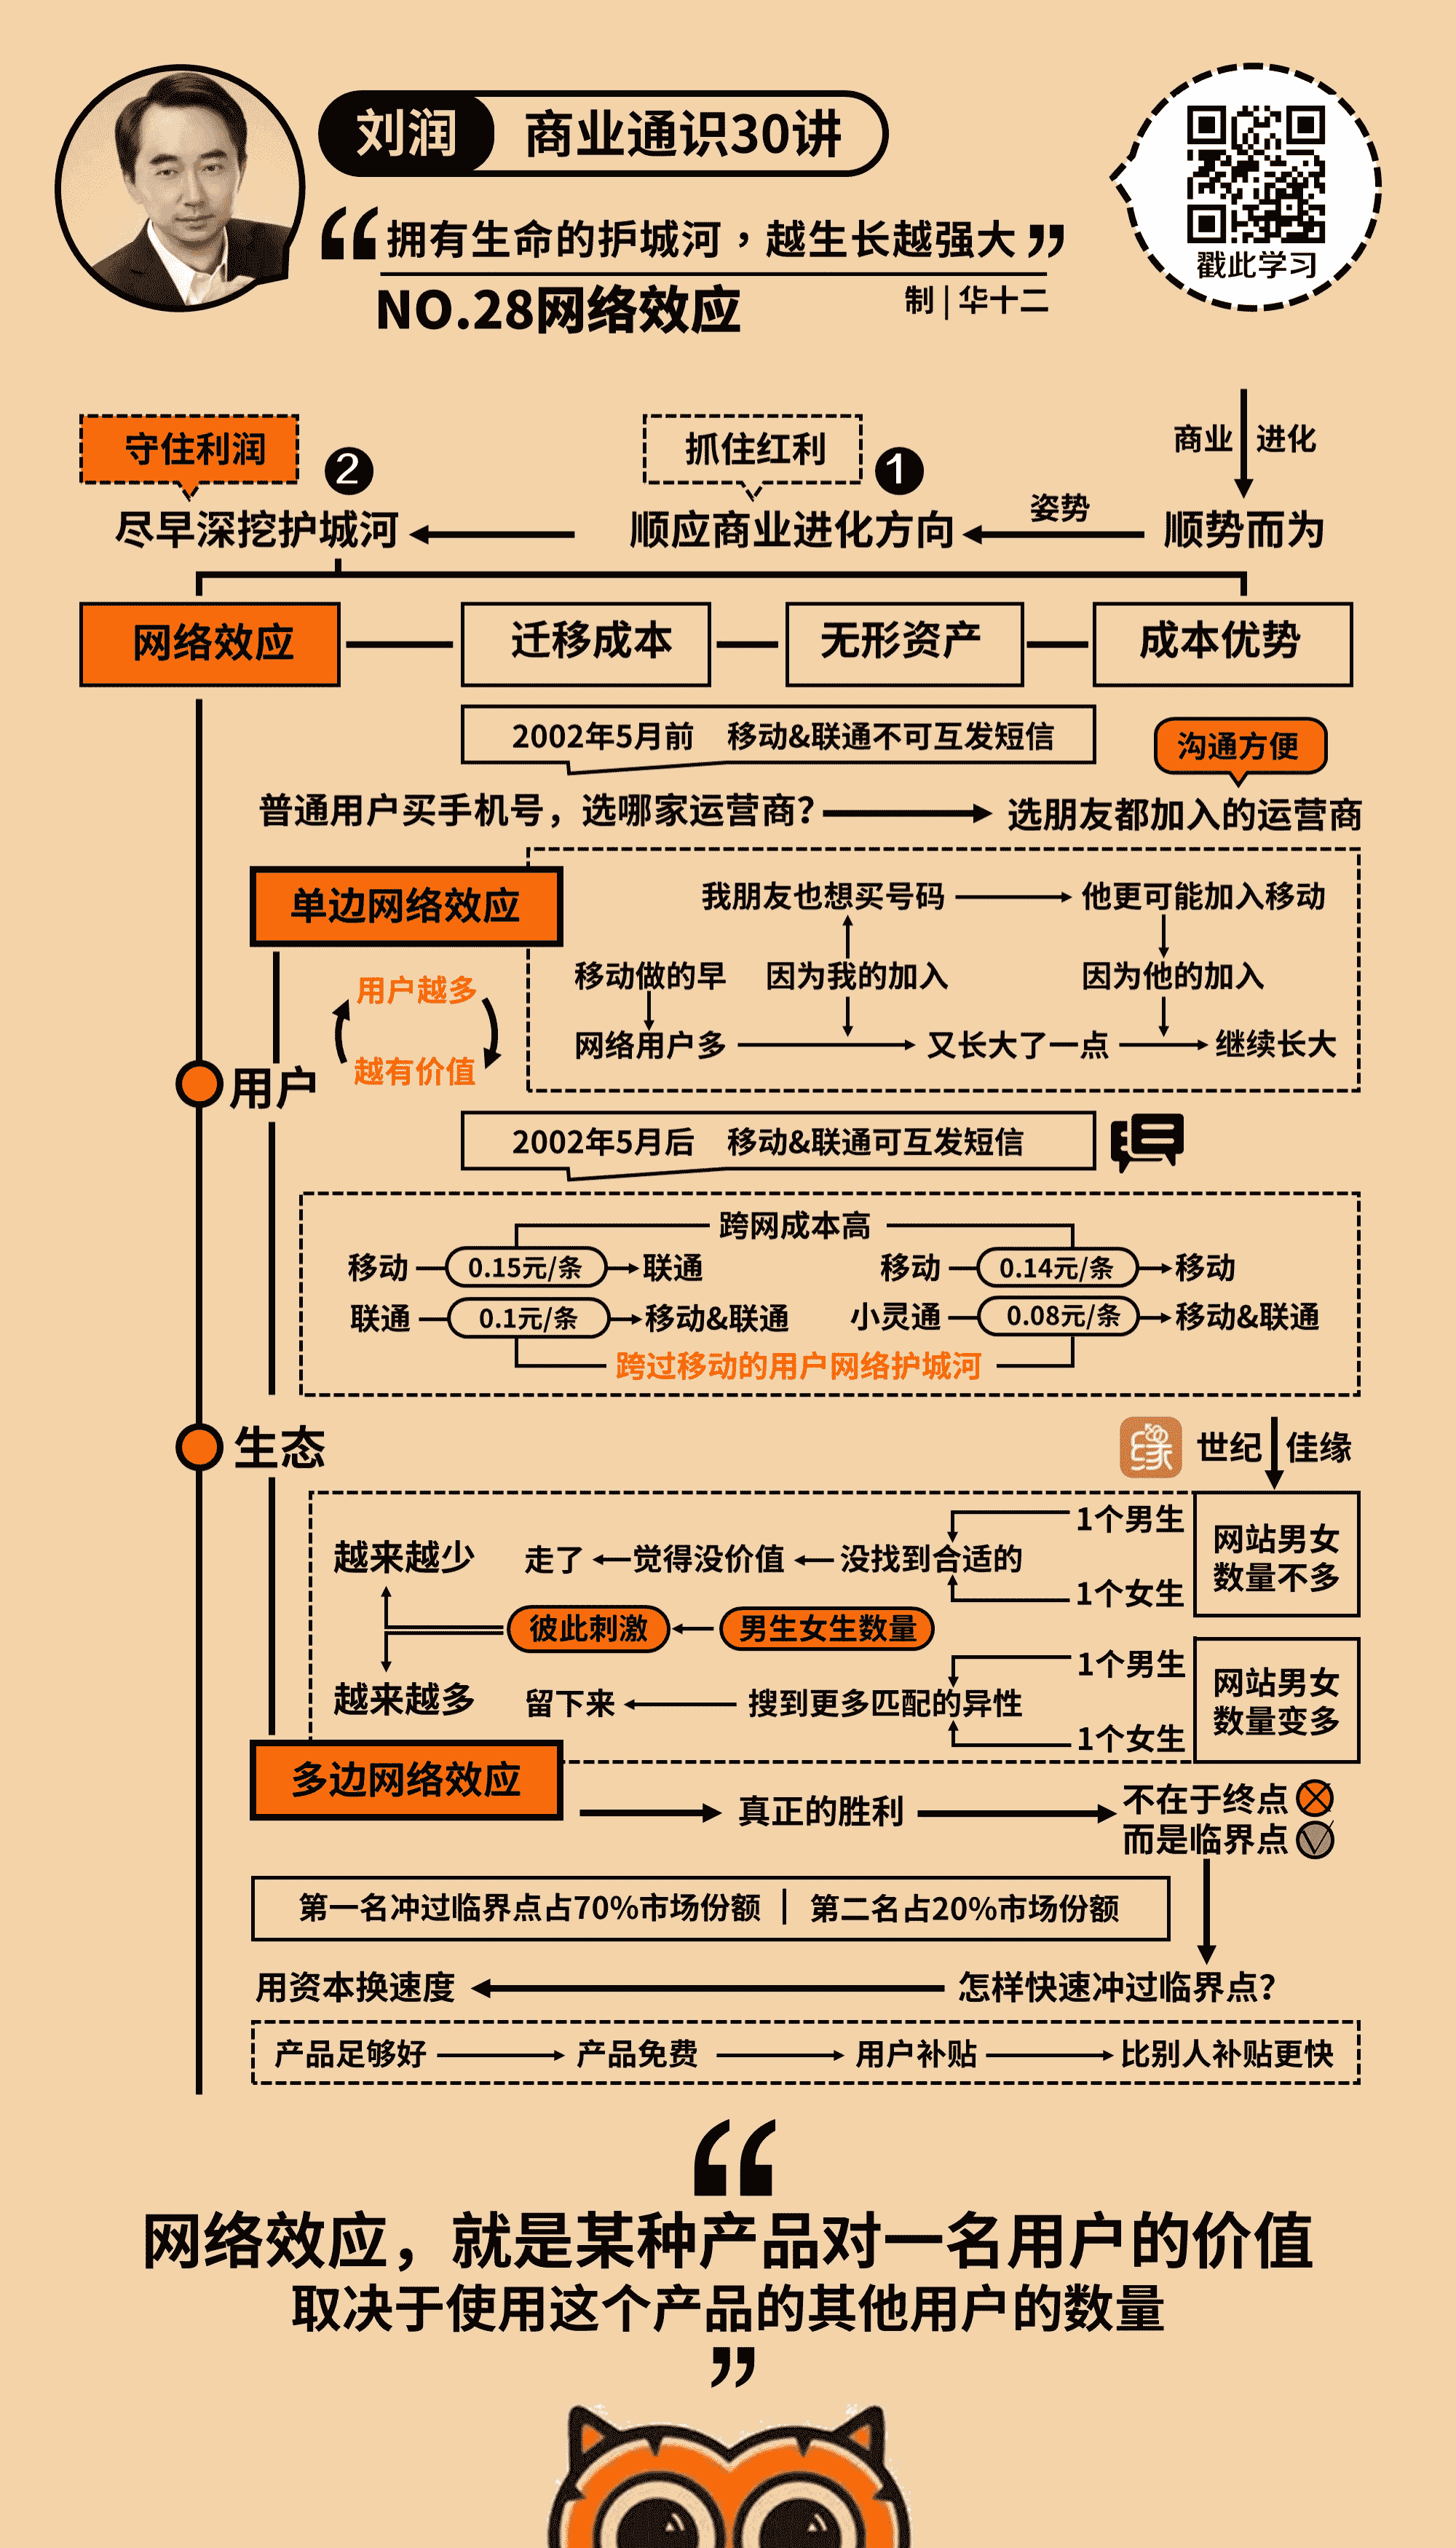 刘润 商业通识30讲
“拥有生命的护城河，越生长越强大”
NO.28网络效应
制|华十二
戳此学习
商业 进化
守住利润
2
抓住红利
1
姿势
尽早深挖护城河
顺应商业进化方向
顺势而为
网络效应
迁移成本
无形资产
成本优势
2002年5月前 移动&联通不可互发短信
沟通方便
普通用户买手机号，选哪家运营商？
选朋友都加入的运营商
单边网络效应
我朋友也想买号码
他更可能加入移动
用户越多
越有价值
移动做的早
因为我的加入
因为他的加入
网络用户多
又长大了一点
继续长大
用户
2002年5月后 移动&联通可互发短信
跨网成本高
移动 0.15元/条 联通
移动 0.14元/条 移动
联通 0.1元/条 移动&联通
小灵通 0.08元/条 移动&联通
跨过移动的用户网络护城河
生态
缘
世纪 佳缘
1个男生
网站男女
数量不多
越来越少
走了
觉得没价值
没找到合适的
1个女生
彼此刺激
男生女生数量
1个男生
网站男女
数量变多
越来越多
留下来
搜到更多匹配的异性
1个女生
多边网络效应
真正的胜利
不在于终点
而是临界点
第一名冲过临界点占70%市场份额 | 第二名占20%市场份额
用资本换速度
怎样快速冲过临界点？
产品足够好
产品免费
用户补贴
比别人补贴更快
“
网络效应，就是某种产品对一名用户的价值
取决于使用这个产品的其他用户的数量
”